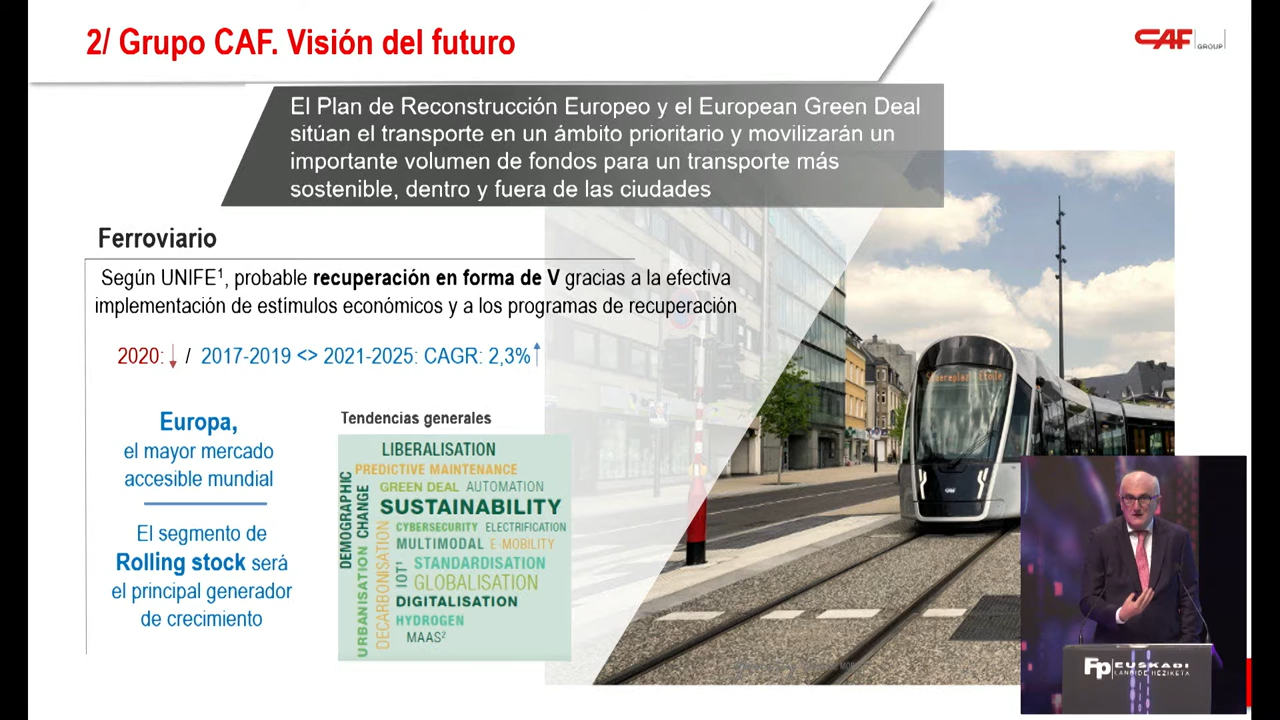 2/ Grupo CAF. Visión del futuro
CAF GROUP
El Plan de Reconstrucción Europeo y el European Green Deal
sitúan el transporte en un ámbito prioritario y movilizarán un
importante volumen de fondos para un transporte más
sostenible, dentro y fuera de las ciudades
Ferroviario
Según UNIFE¹, probable recuperación en forma de V gracias a la efectiva
implementación de estímulos económicos y a los programas de recuperación
2020:↓ / 2017-2019 <> 2021-2025: CAGR: 2,3%↑
Europa,
el mayor mercado
accesible mundial
El segmento de
Rolling stock será
el principal generador
de crecimiento
Tendencias generales
LIBERALISATION
PREDICTIVE MAINTENANCE
GREEN DEAL AUTOMATION
SUSTAINABILITY
CYBERSECURITY ELECTRIFICATION
MULTIMODAL E-MOBILITY
STANDARDISATION
GLOBALISATION
DIGITALISATION
HYDROGEN
MAAS²
DEMOGRAPHIC
CHANGE
URBANISATION
DECARBONISATION
IOT¹
CAF
Fp EUSKADI
LANBIDE HEZIKETA